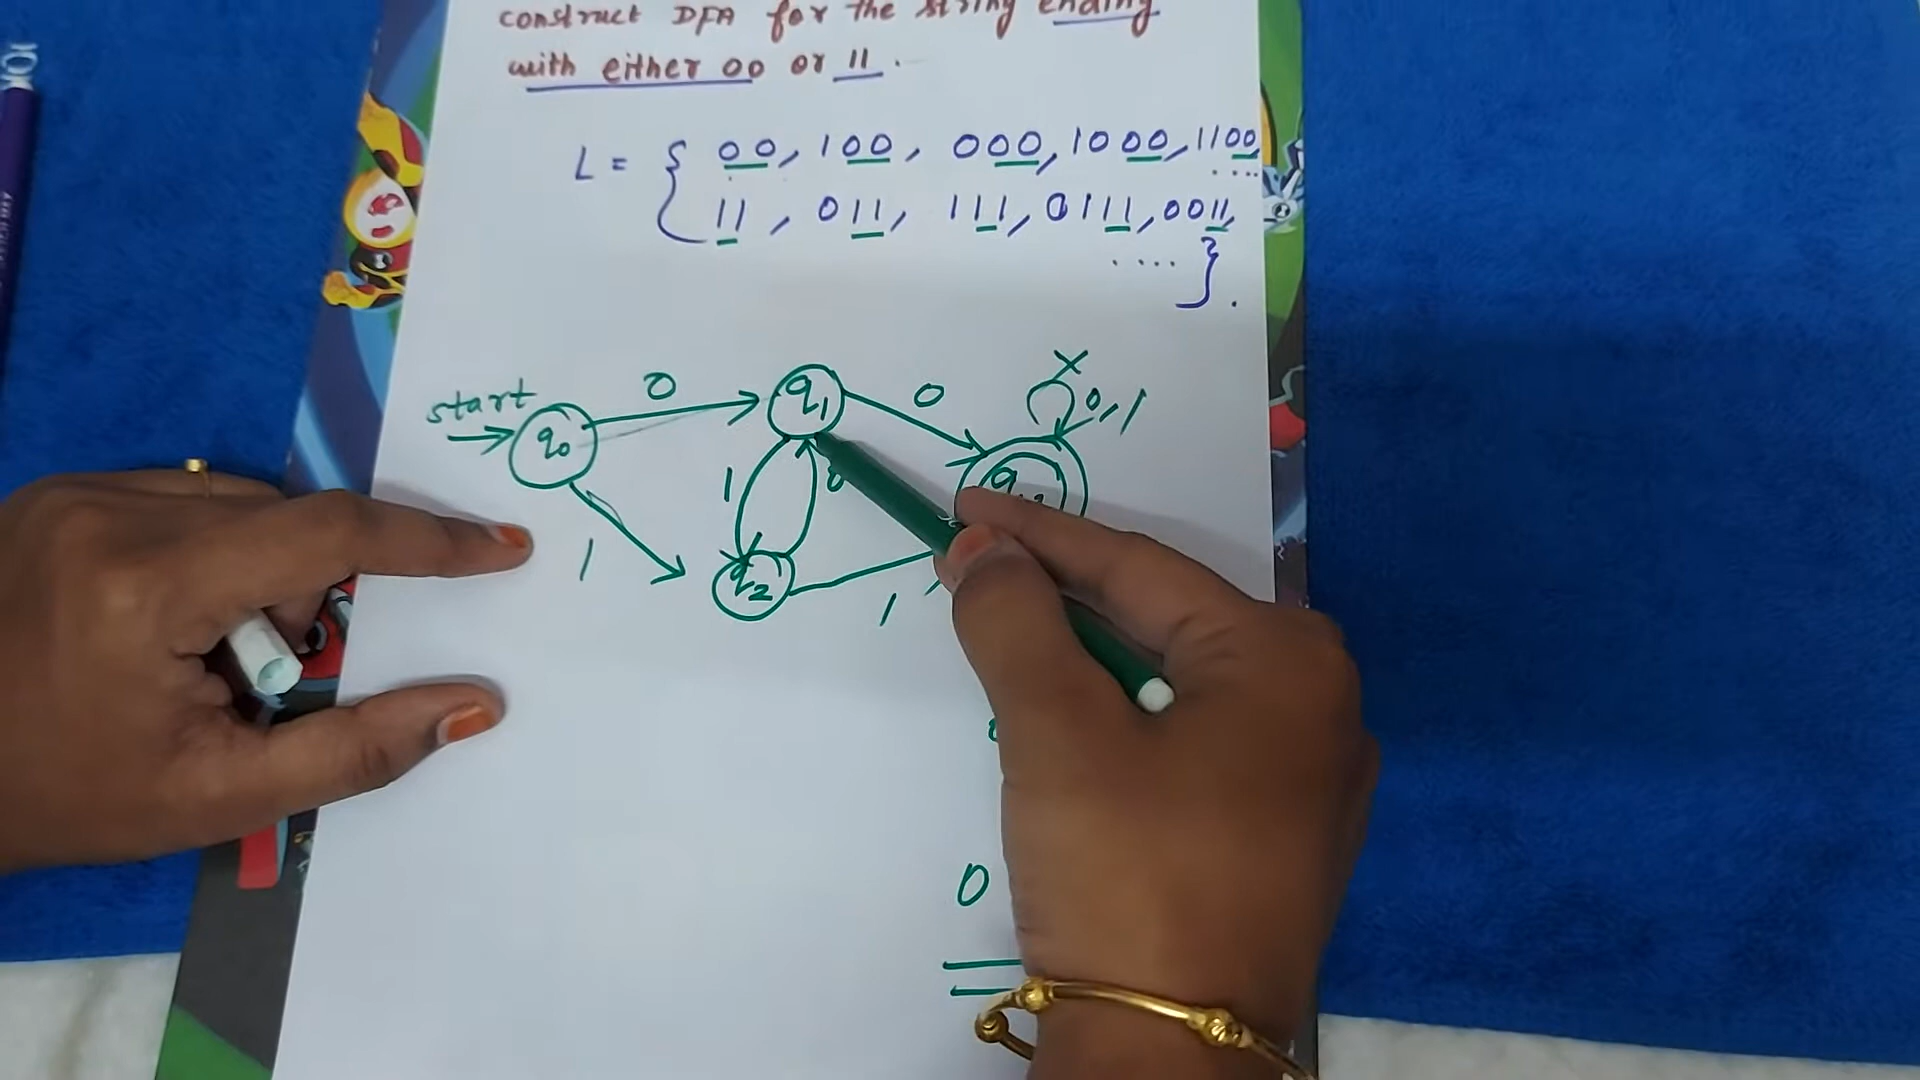 construct DFA for the string ending
with either 00 or 11 .
L = { 00, 100, 000, 1000, 1100, ....
11, 011, 111, 0111, 0011,
.... } .
start
0
q1
0
x
0,1
q0
1
0
q2
1
1
0